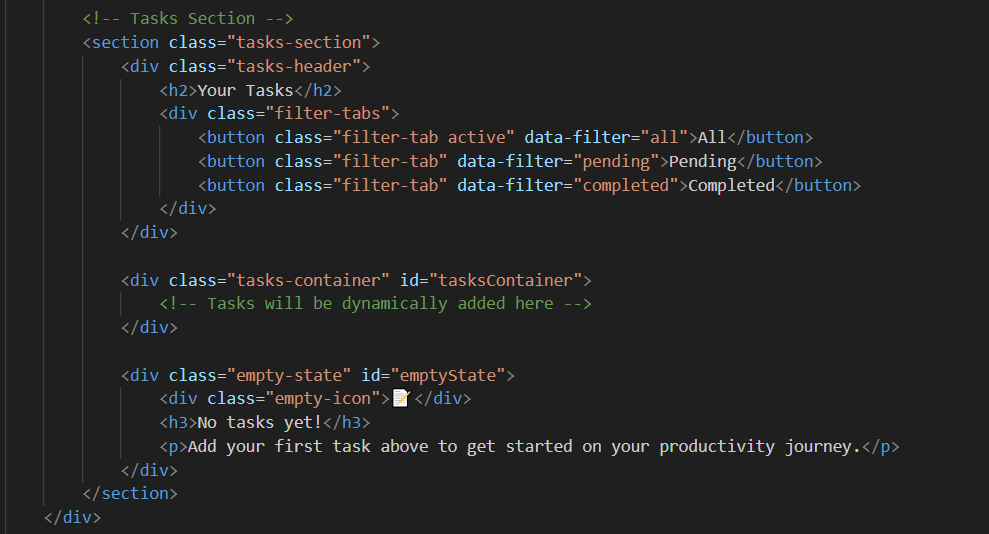 <!-- Tasks Section -->
<section class="tasks-section">
<div class="tasks-header">
<h2>Your Tasks</h2>
<div class="filter-tabs">
<button class="filter-tab active" data-filter="all">All</button>
<button class="filter-tab" data-filter="pending">Pending</button>
<button class="filter-tab" data-filter="completed">Completed</button>
</div>
</div>
<div class="tasks-container" id="tasksContainer">
<!-- Tasks will be dynamically added here -->
</div>
<div class="empty-state" id="emptyState">
<div class="empty-icon">📝</div>
<h3>No tasks yet!</h3>
<p>Add your first task above to get started on your productivity journey.</p>
</div>
</section>
</div>